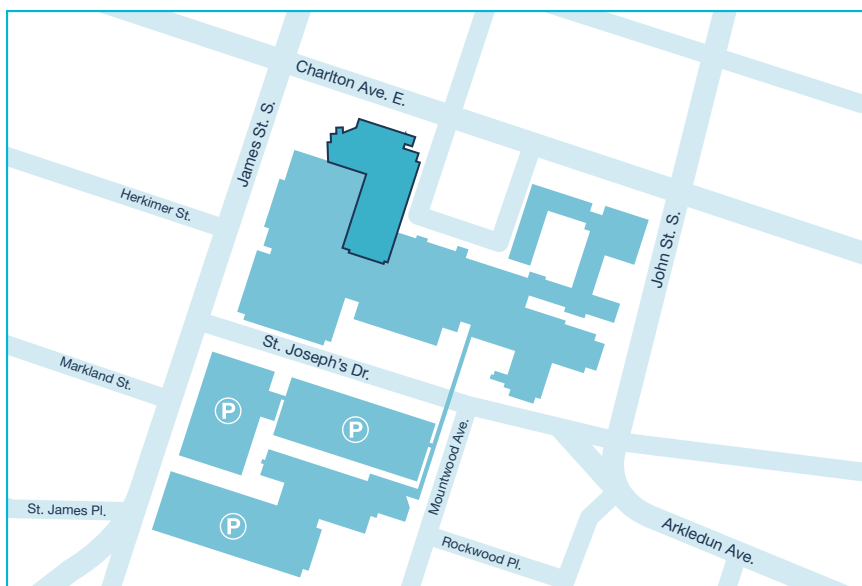 Charlton Ave. E.
James St. S.
Herkimer St.
John St. S.
St. Joseph's Dr.
Markland St.
P
P
Mountwood Ave.
St. James Pl.
P
Rockwood Pl.
Arkledun Ave.